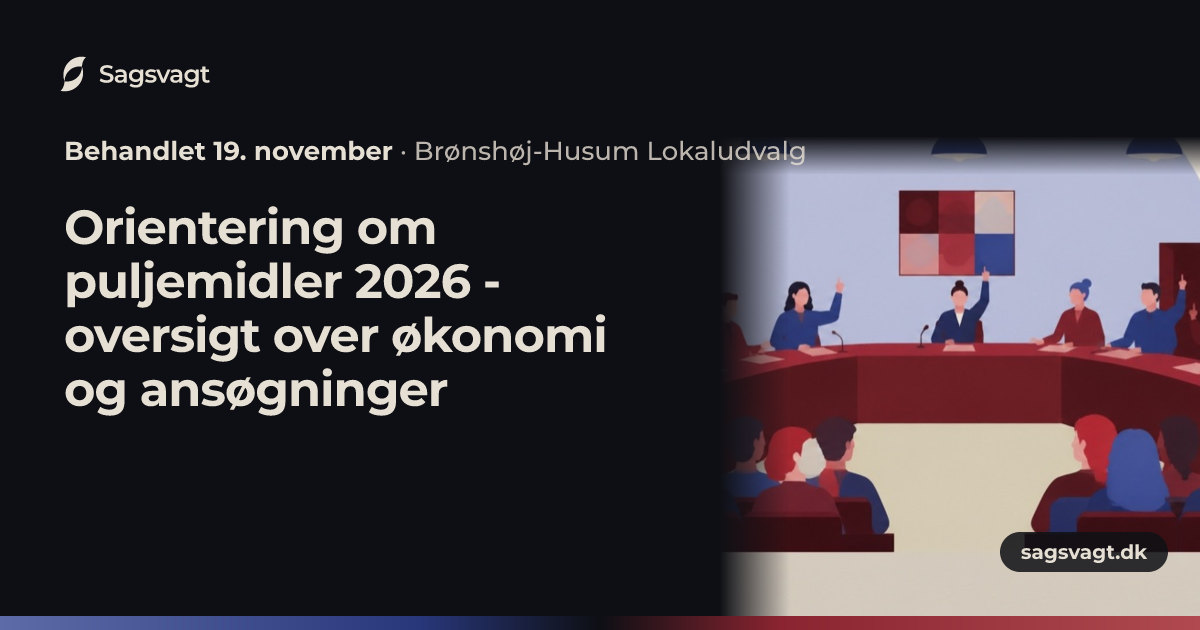 Sagsvagt
Behandlet 19. november · Brønshøj-Husum Lokaludvalg
Orientering om
puljemidler 2026 -
oversigt over økonomi
og ansøgninger
sagsvagt.dk